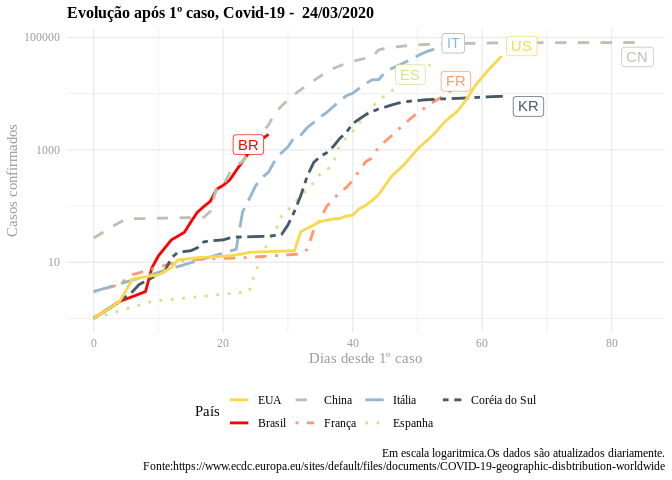 Evolução após 1º caso, Covid-19 -  24/03/2020
100000
1000
10
Casos confirmados
IT
US
CN
ES
FR
KR
BR
0
20
40
60
80
Dias desde 1º caso
País
EUA
China
Itália
Coréia do Sul
Brasil
França
Espanha
Em escala logaritmica.Os dados são atualizados diariamente.
Fonte:https://www.ecdc.europa.eu/sites/default/files/documents/COVID-19-geographic-disbtribution-worldwide